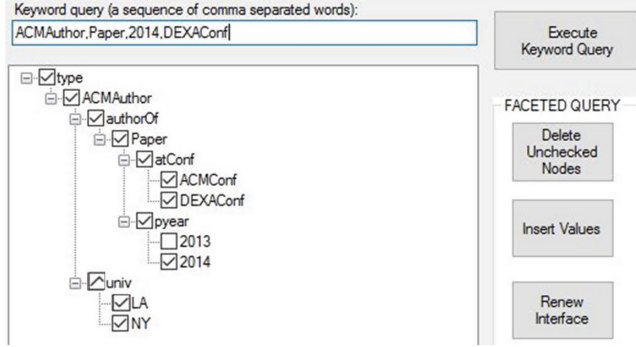 Keyword query (a sequence of comma separated words):
ACMAuthor,Paper,2014,DEXAConf
Execute
Keyword Query
type
ACMAuthor
authorOf
Paper
atConf
ACMConf
DEXAConf
pyear
2013
2014
univ
LA
NY
FACETED QUERY
Delete
Unchecked
Nodes
Insert Values
Renew
Interface